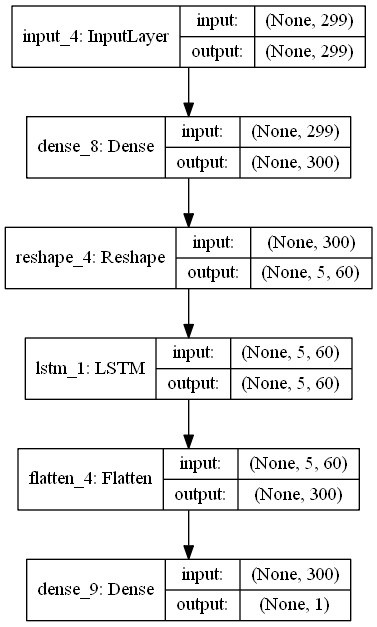 input_4: InputLayer
input: (None, 299)
output: (None, 299)
dense_8: Dense
input: (None, 299)
output: (None, 300)
reshape_4: Reshape
input: (None, 300)
output: (None, 5, 60)
lstm_1: LSTM
input: (None, 5, 60)
output: (None, 5, 60)
flatten_4: Flatten
input: (None, 5, 60)
output: (None, 300)
dense_9: Dense
input: (None, 300)
output: (None, 1)